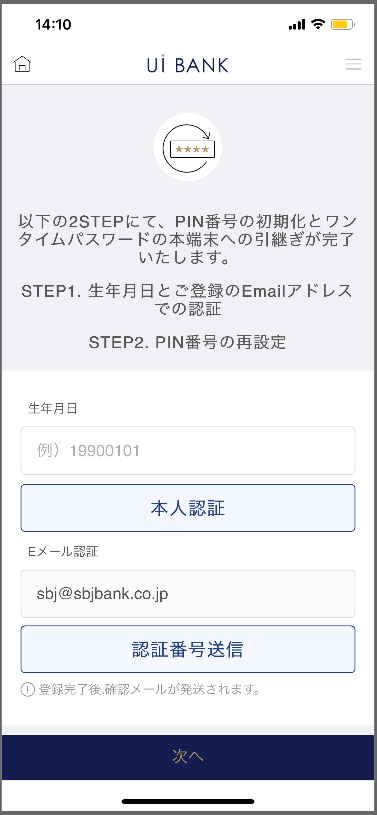 14:10
UI BANK
★★★★
以下の2STEPにて、PIN番号の初期化とワン
タイムパスワードの本端末への引継ぎが完了
いたします。
STEP1. 生年月日とご登録のEmailアドレス
での認証
STEP2. PIN番号の再設定
生年月日
例）19900101
本人認証
Eメール認証
sbj@sbjbank.co.jp
認証番号送信
! 登録完了後.確認メールが発送されます。
次へ